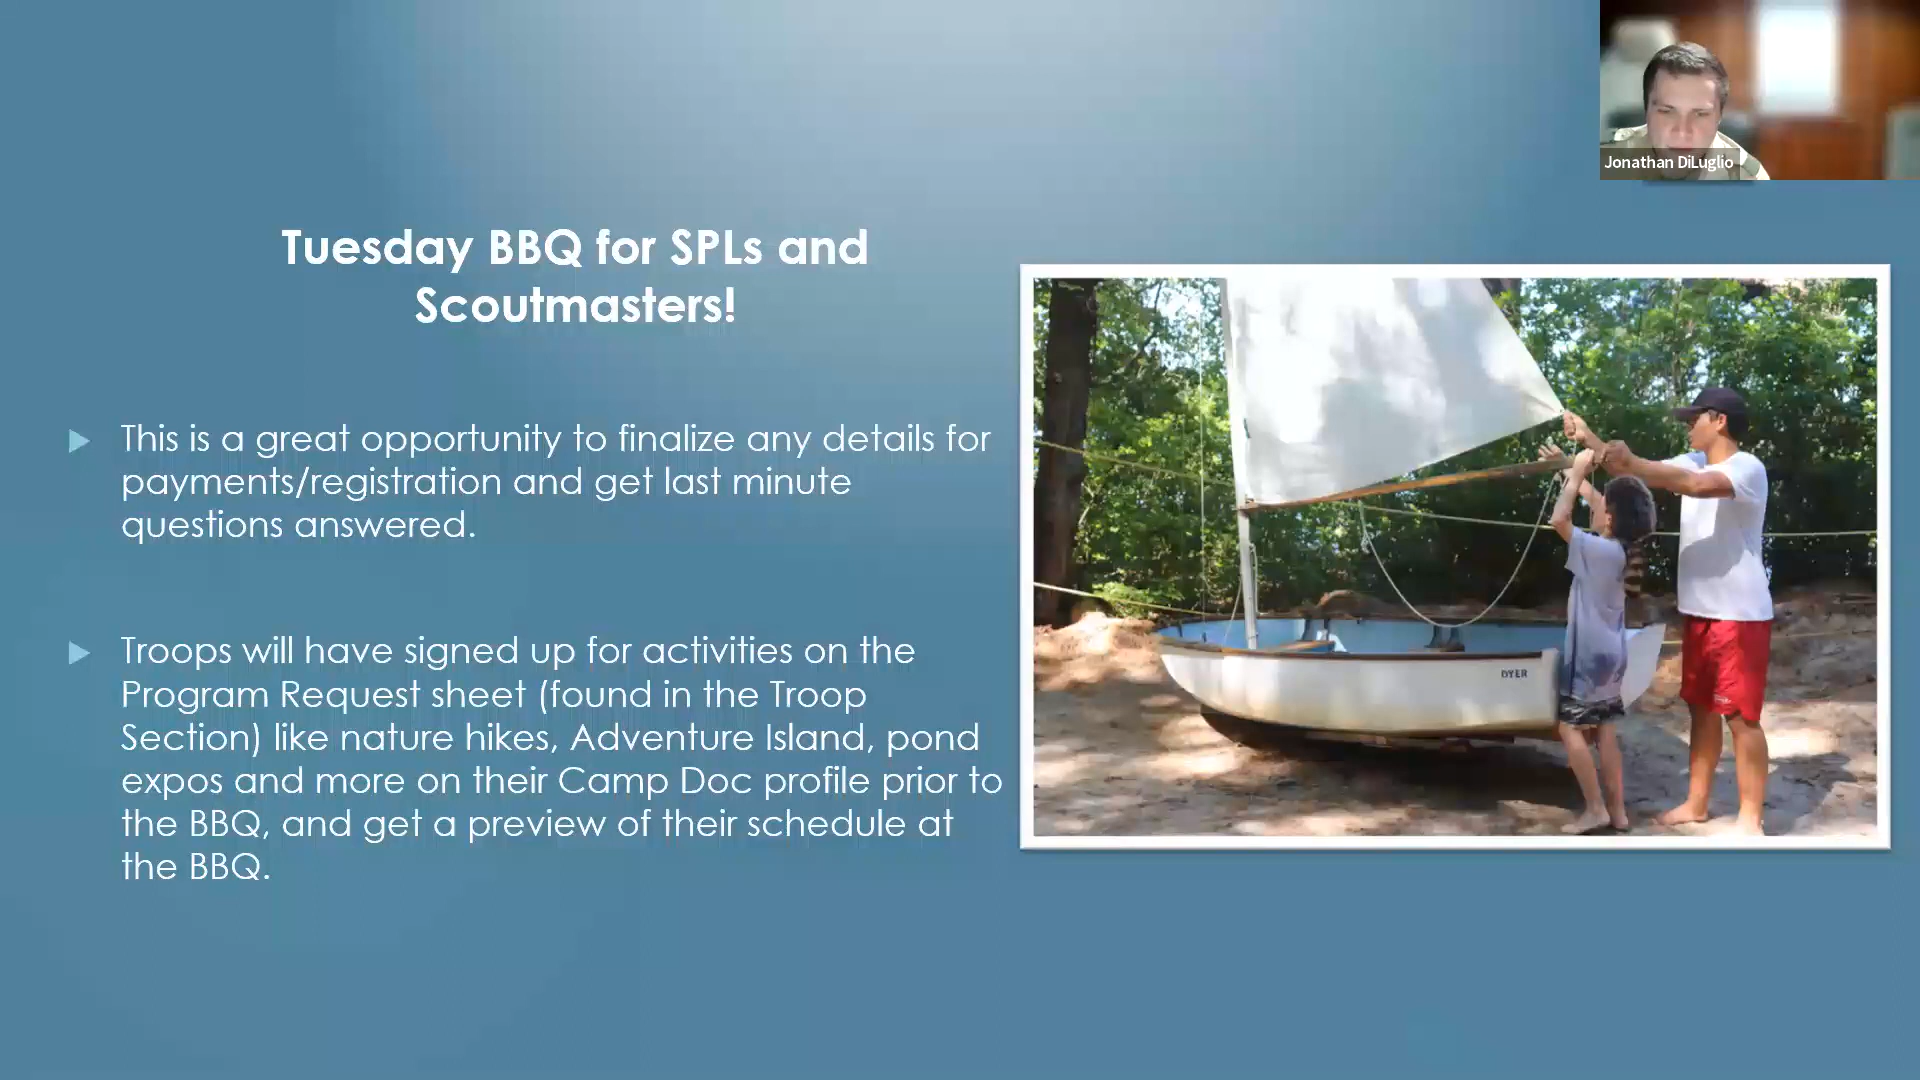 Jonathan DiLuglio
Tuesday BBQ for SPLs and
Scoutmasters!
This is a great opportunity to finalize any details for
payments/registration and get last minute
questions answered.
Troops will have signed up for activities on the
Program Request sheet (found in the Troop
Section) like nature hikes, Adventure Island, pond
expos and more on their Camp Doc profile prior to
the BBQ, and get a preview of their schedule at
the BBQ.
DYER